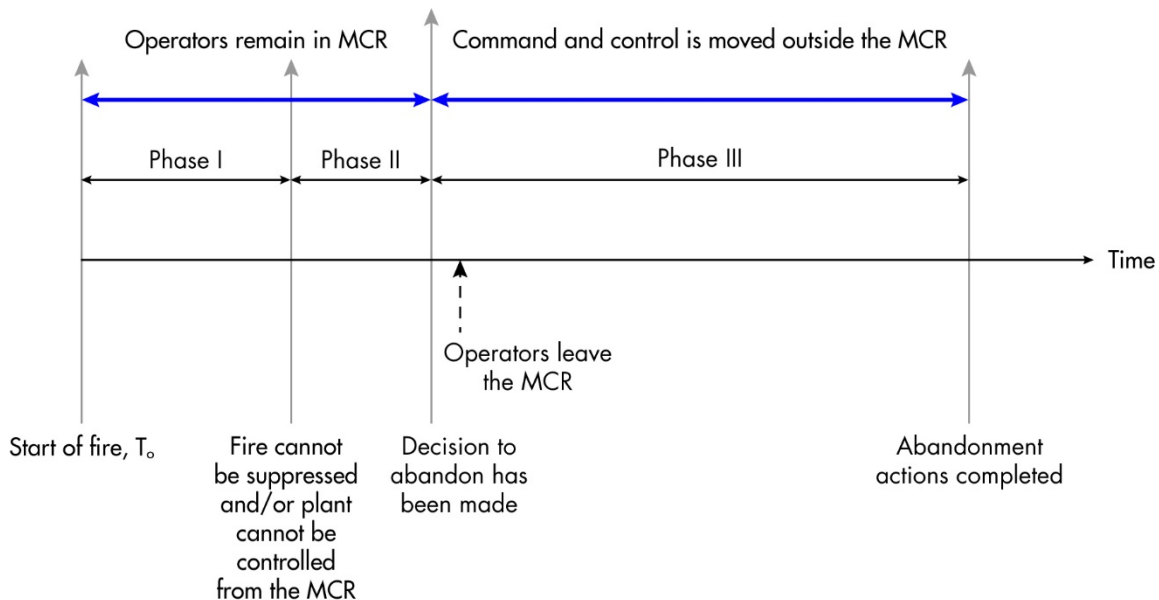 Operators remain in MCR
Command and control is moved outside the MCR
Phase I
Phase II
Phase III
Time
Operators leave
the MCR
Start of fire, Tₒ
Fire cannot
be suppressed
and/or plant
cannot be
controlled
from the MCR
Decision to
abandon has
been made
Abandonment
actions completed